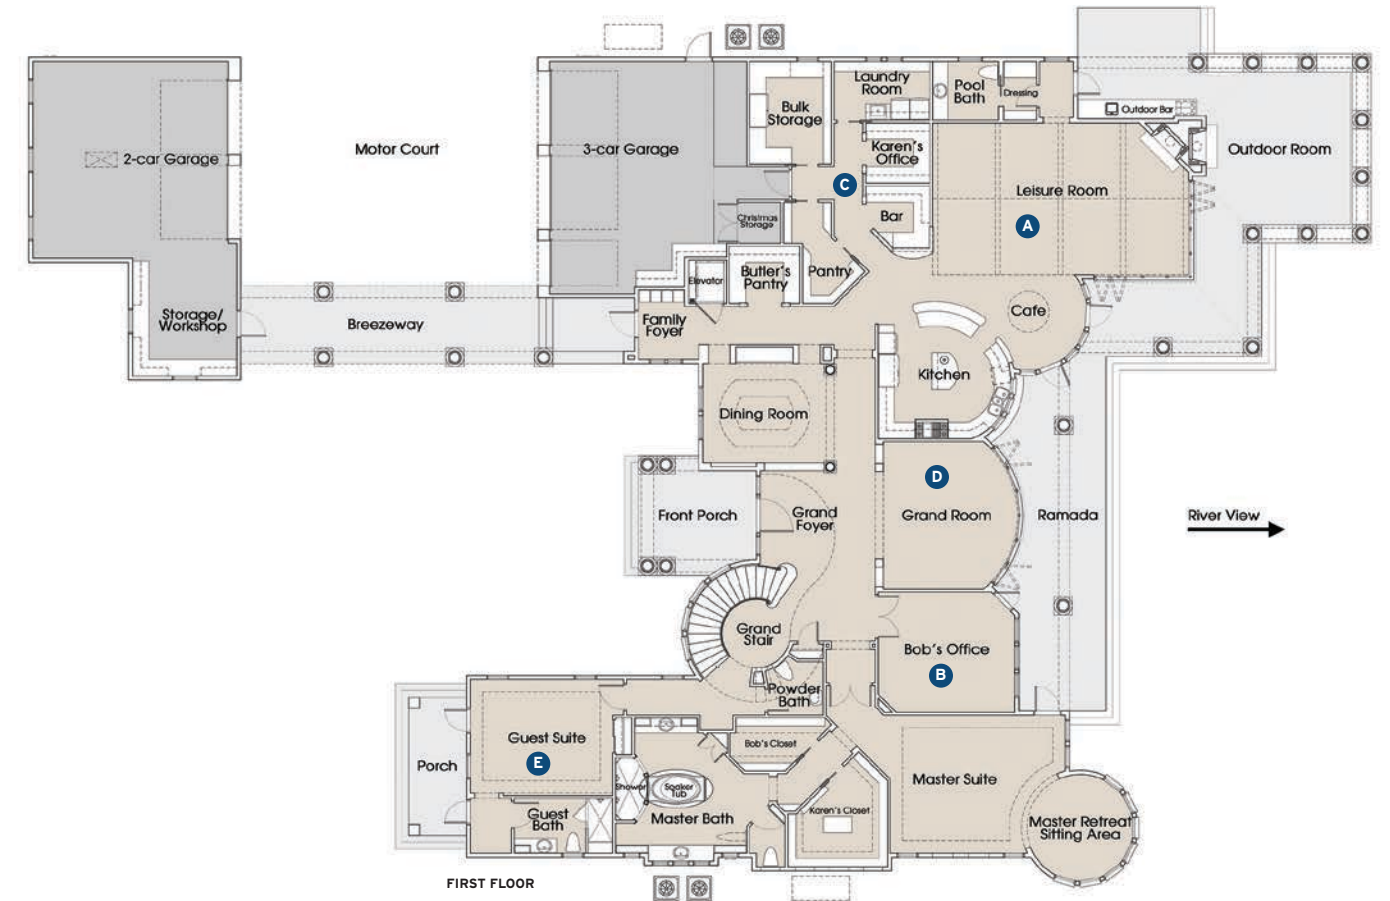 Laundry
Room
Pool
Bath
Dressing
Outdoor Bar
Bulk
Storage
2-car Garage
Motor Court
3-car Garage
Karen's
Office
Outdoor Room
C
Leisure Room
A
Christmas
Storage
Bar
Elevator
Butler's
Pantry
Pantry
Storage/
Workshop
Breezeway
Family
Foyer
Cafe
Kitchen
Dining Room
D
Front Porch
Grand
Foyer
Grand Room
Ramada
River View
Grand
Stair
Bob's Office
B
Powder
Bath
Guest Suite
E
Porch
Bob's Closet
Master Suite
Shower
Soaker
Tub
Guest
Bath
Master Bath
Karen's Closet
Master Retreat
Sitting Area
FIRST FLOOR